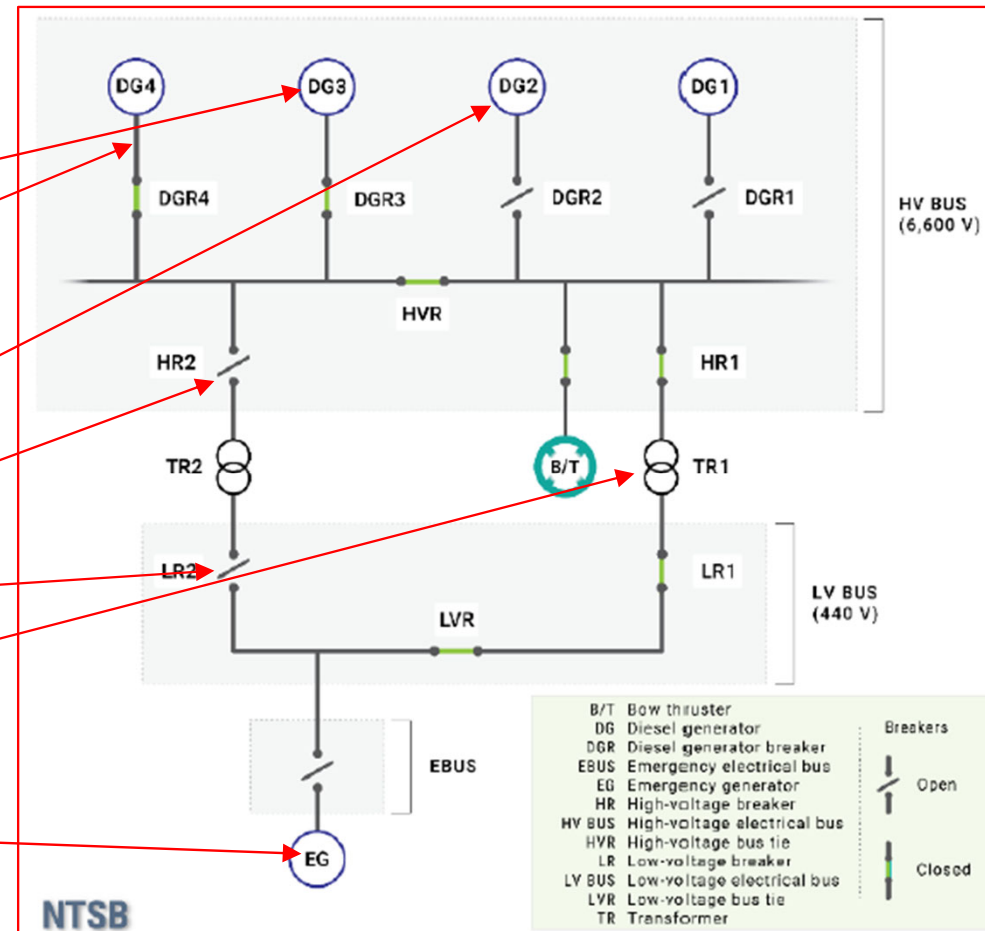 DG4 DG3 DG2 DG1
DGR4 DGR3 DGR2 DGR1
HV BUS
(6,600 V)
HVR
HR2 HR1
TR2 B/T TR1
LR2 LR1
LV BUS
(440 V)
LVR
EBUS
EG
B/T Bow thruster
DG Diesel generator
DGR Diesel generator breaker
EBUS Emergency electrical bus
EG Emergency generator
HR High-voltage breaker
HV BUS High-voltage electrical bus
HVR High-voltage bus tie
LR Low-voltage breaker
LV BUS Low-voltage electrical bus
LVR Low-voltage bus tie
TR Transformer
Breakers
Open
Closed
NTSB